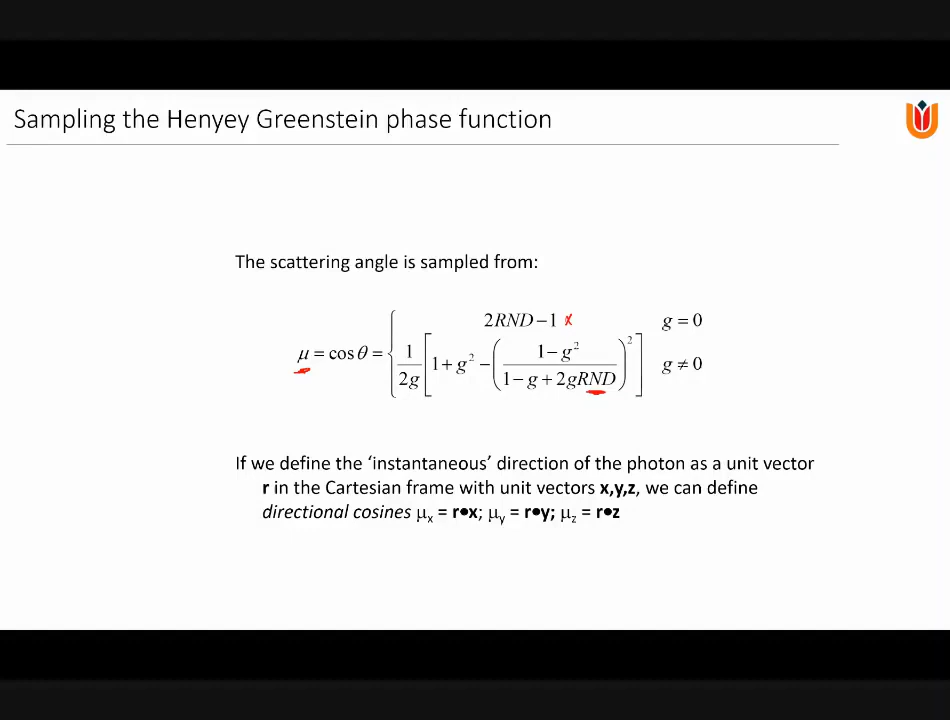 Sampling the Henyey Greenstein phase function
The scattering angle is sampled from:
μ = cos θ = { 2RND − 1 x    g = 0
1/2g [ 1 + g² − ( (1 − g²) / (1 − g + 2gRND) )² ]    g ≠ 0
If we define the ‘instantaneous’ direction of the photon as a unit vector
r in the Cartesian frame with unit vectors x,y,z, we can define
directional cosines μx = r•x; μy = r•y; μz = r•z